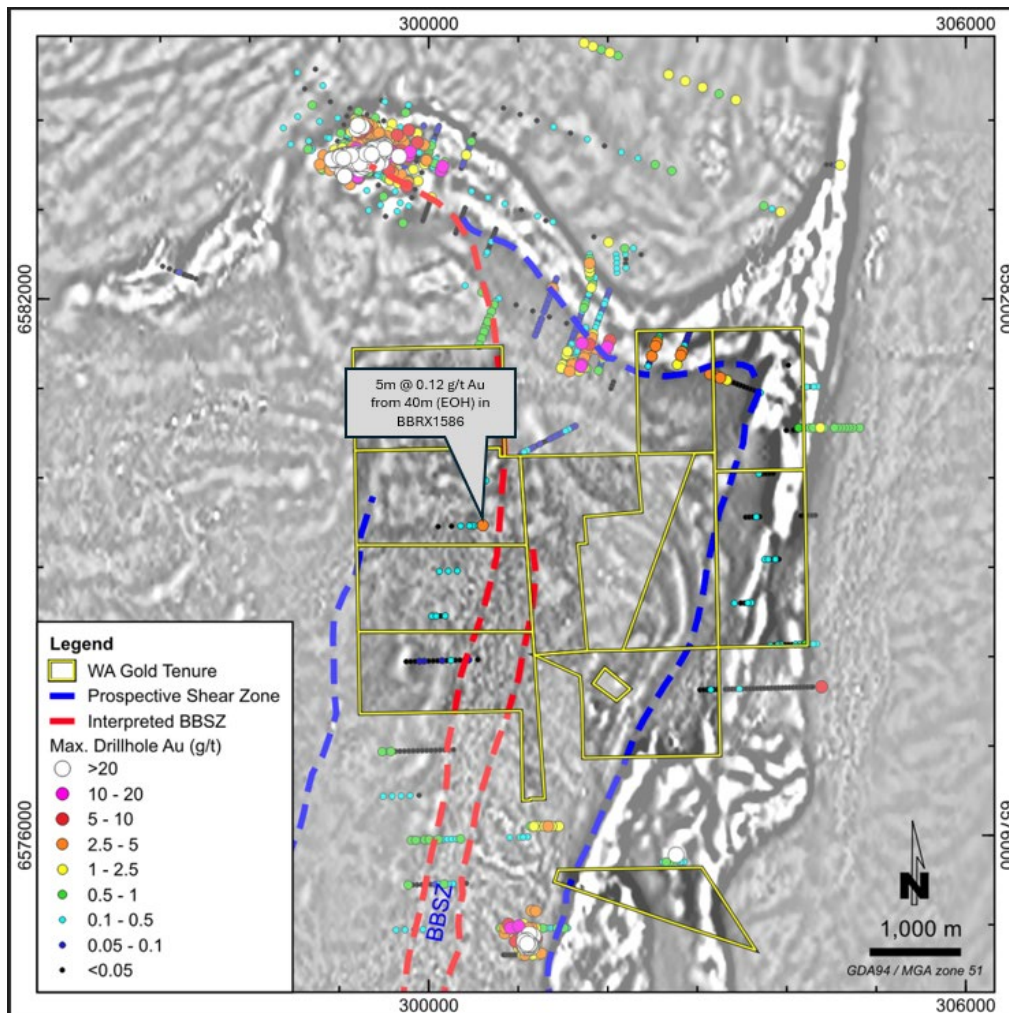 300000
306000
6582000
6582000
5m @ 0.12 g/t Au
from 40m (EOH) in
BBRX1586
Legend
WA Gold Tenure
Prospective Shear Zone
Interpreted BBSZ
Max. Drillhole Au (g/t)
>20
10 - 20
5 - 10
2.5 - 5
1 - 2.5
0.5 - 1
0.1 - 0.5
0.05 - 0.1
<0.05
6576000
6576000
BBSZ
N
1,000 m
GDA94 / MGA zone 51
300000
306000